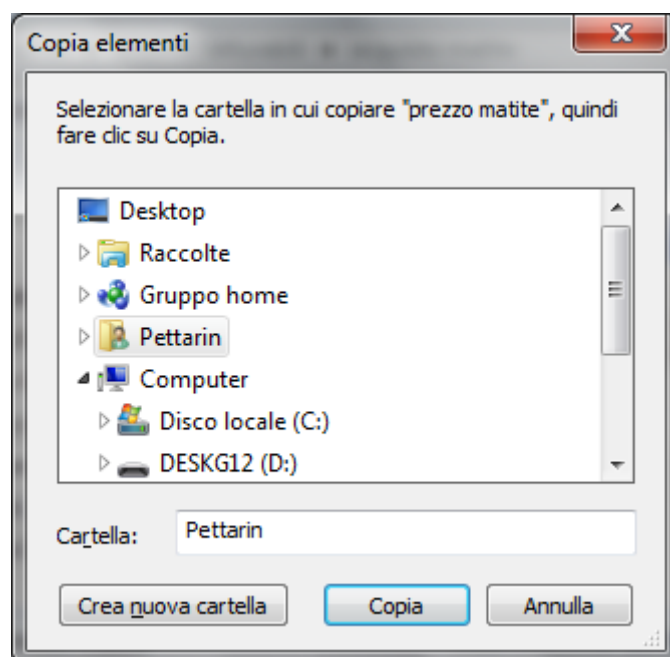 Copia elementi
Selezionare la cartella in cui copiare "prezzo matite", quindi
fare clic su Copia.
Desktop
Raccolte
Gruppo home
Pettarin
Computer
Disco locale (C:)
DESKG12 (D:)
Cartella: Pettarin
Crea nuova cartella Copia Annulla